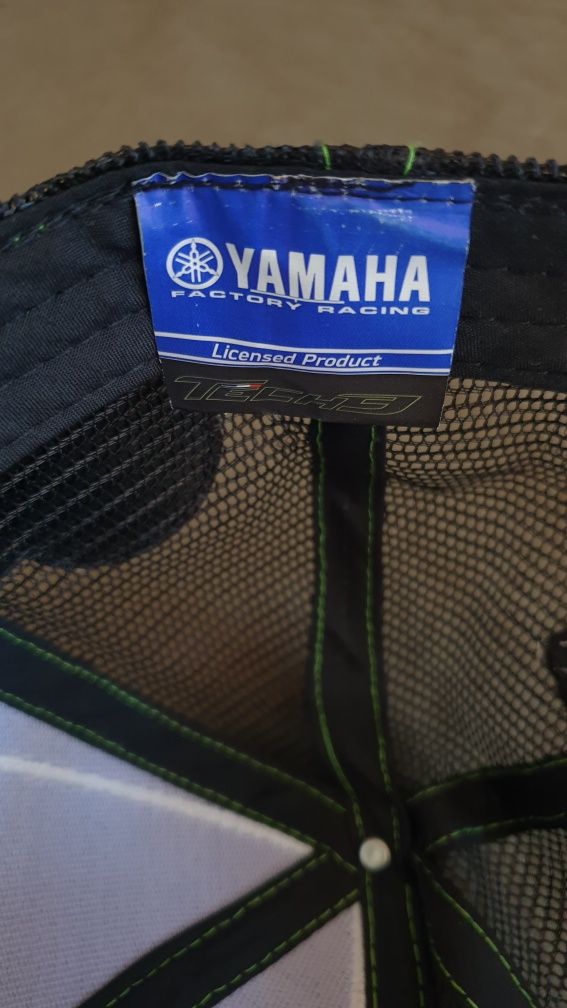 YAMAHA
FACTORY RACING
Licensed Product
TECH3